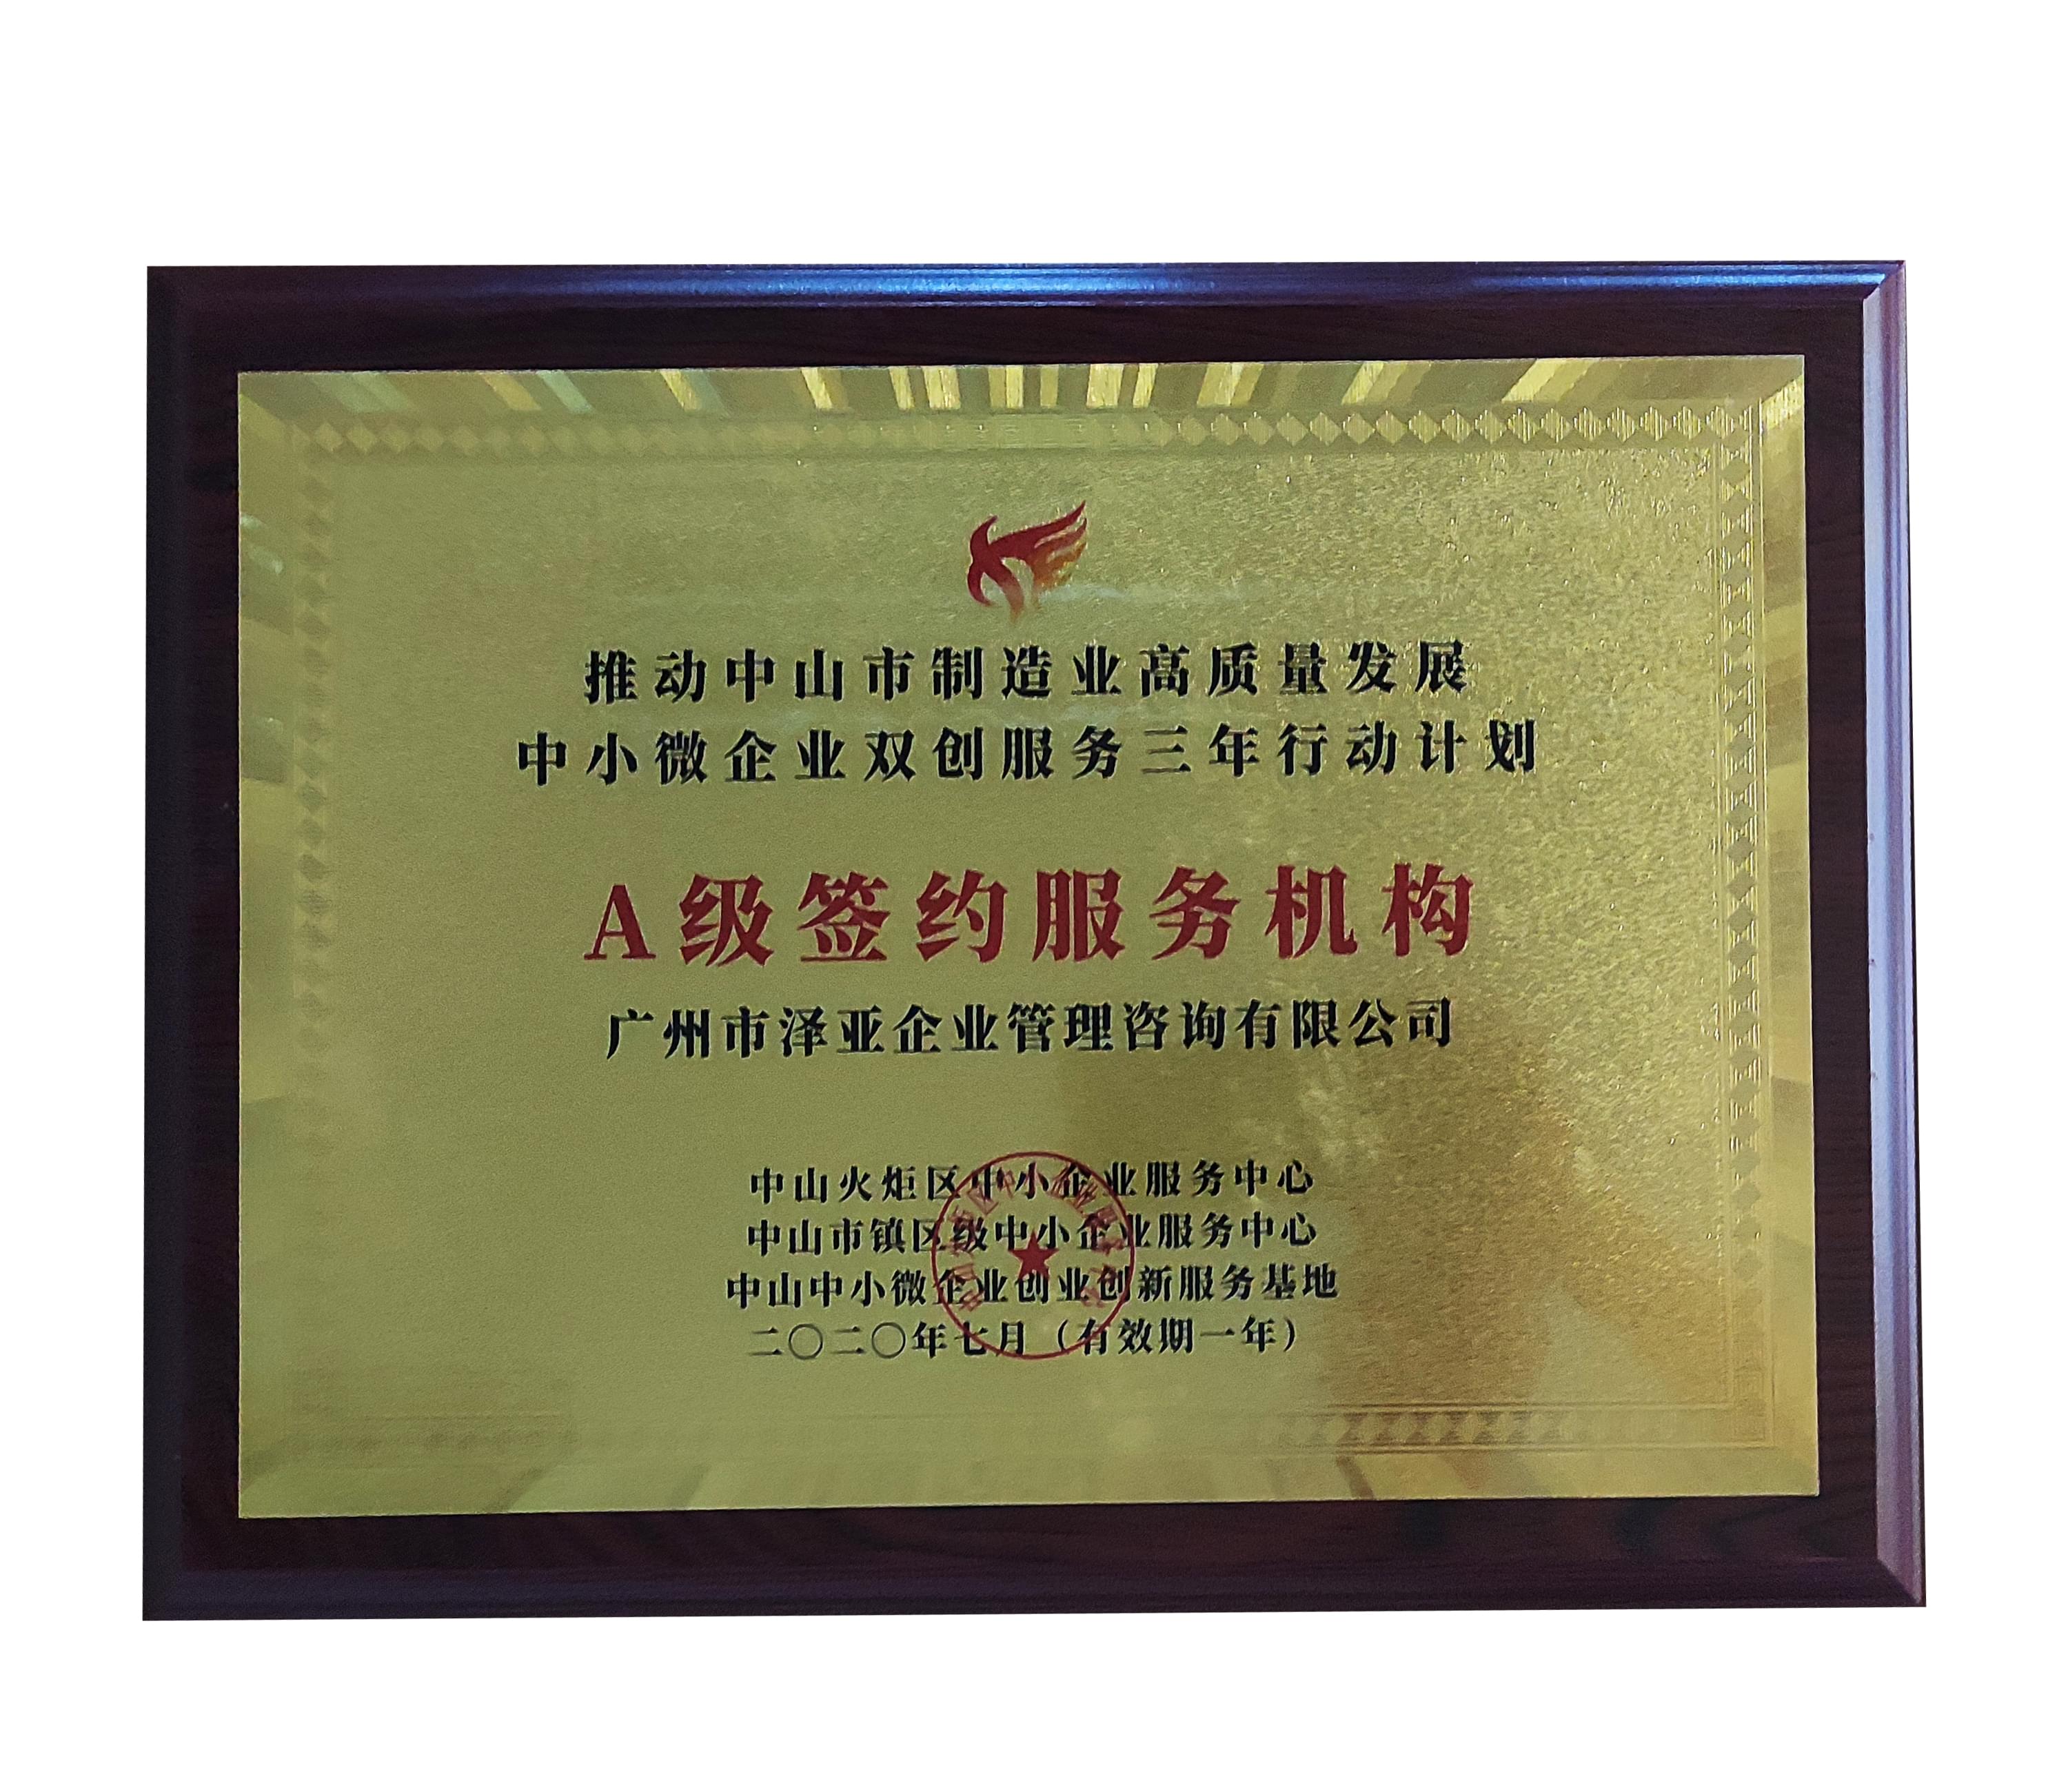 推动中山市制造业高质量发展
中小微企业双创服务三年行动计划
A级签约服务机构
广州市泽亚企业管理咨询有限公司
中山火炬区中小企业服务中心
中山市镇区级中小企业服务中心
中山中小微企业创业创新服务基地
二〇二〇年七月（有效期一年）